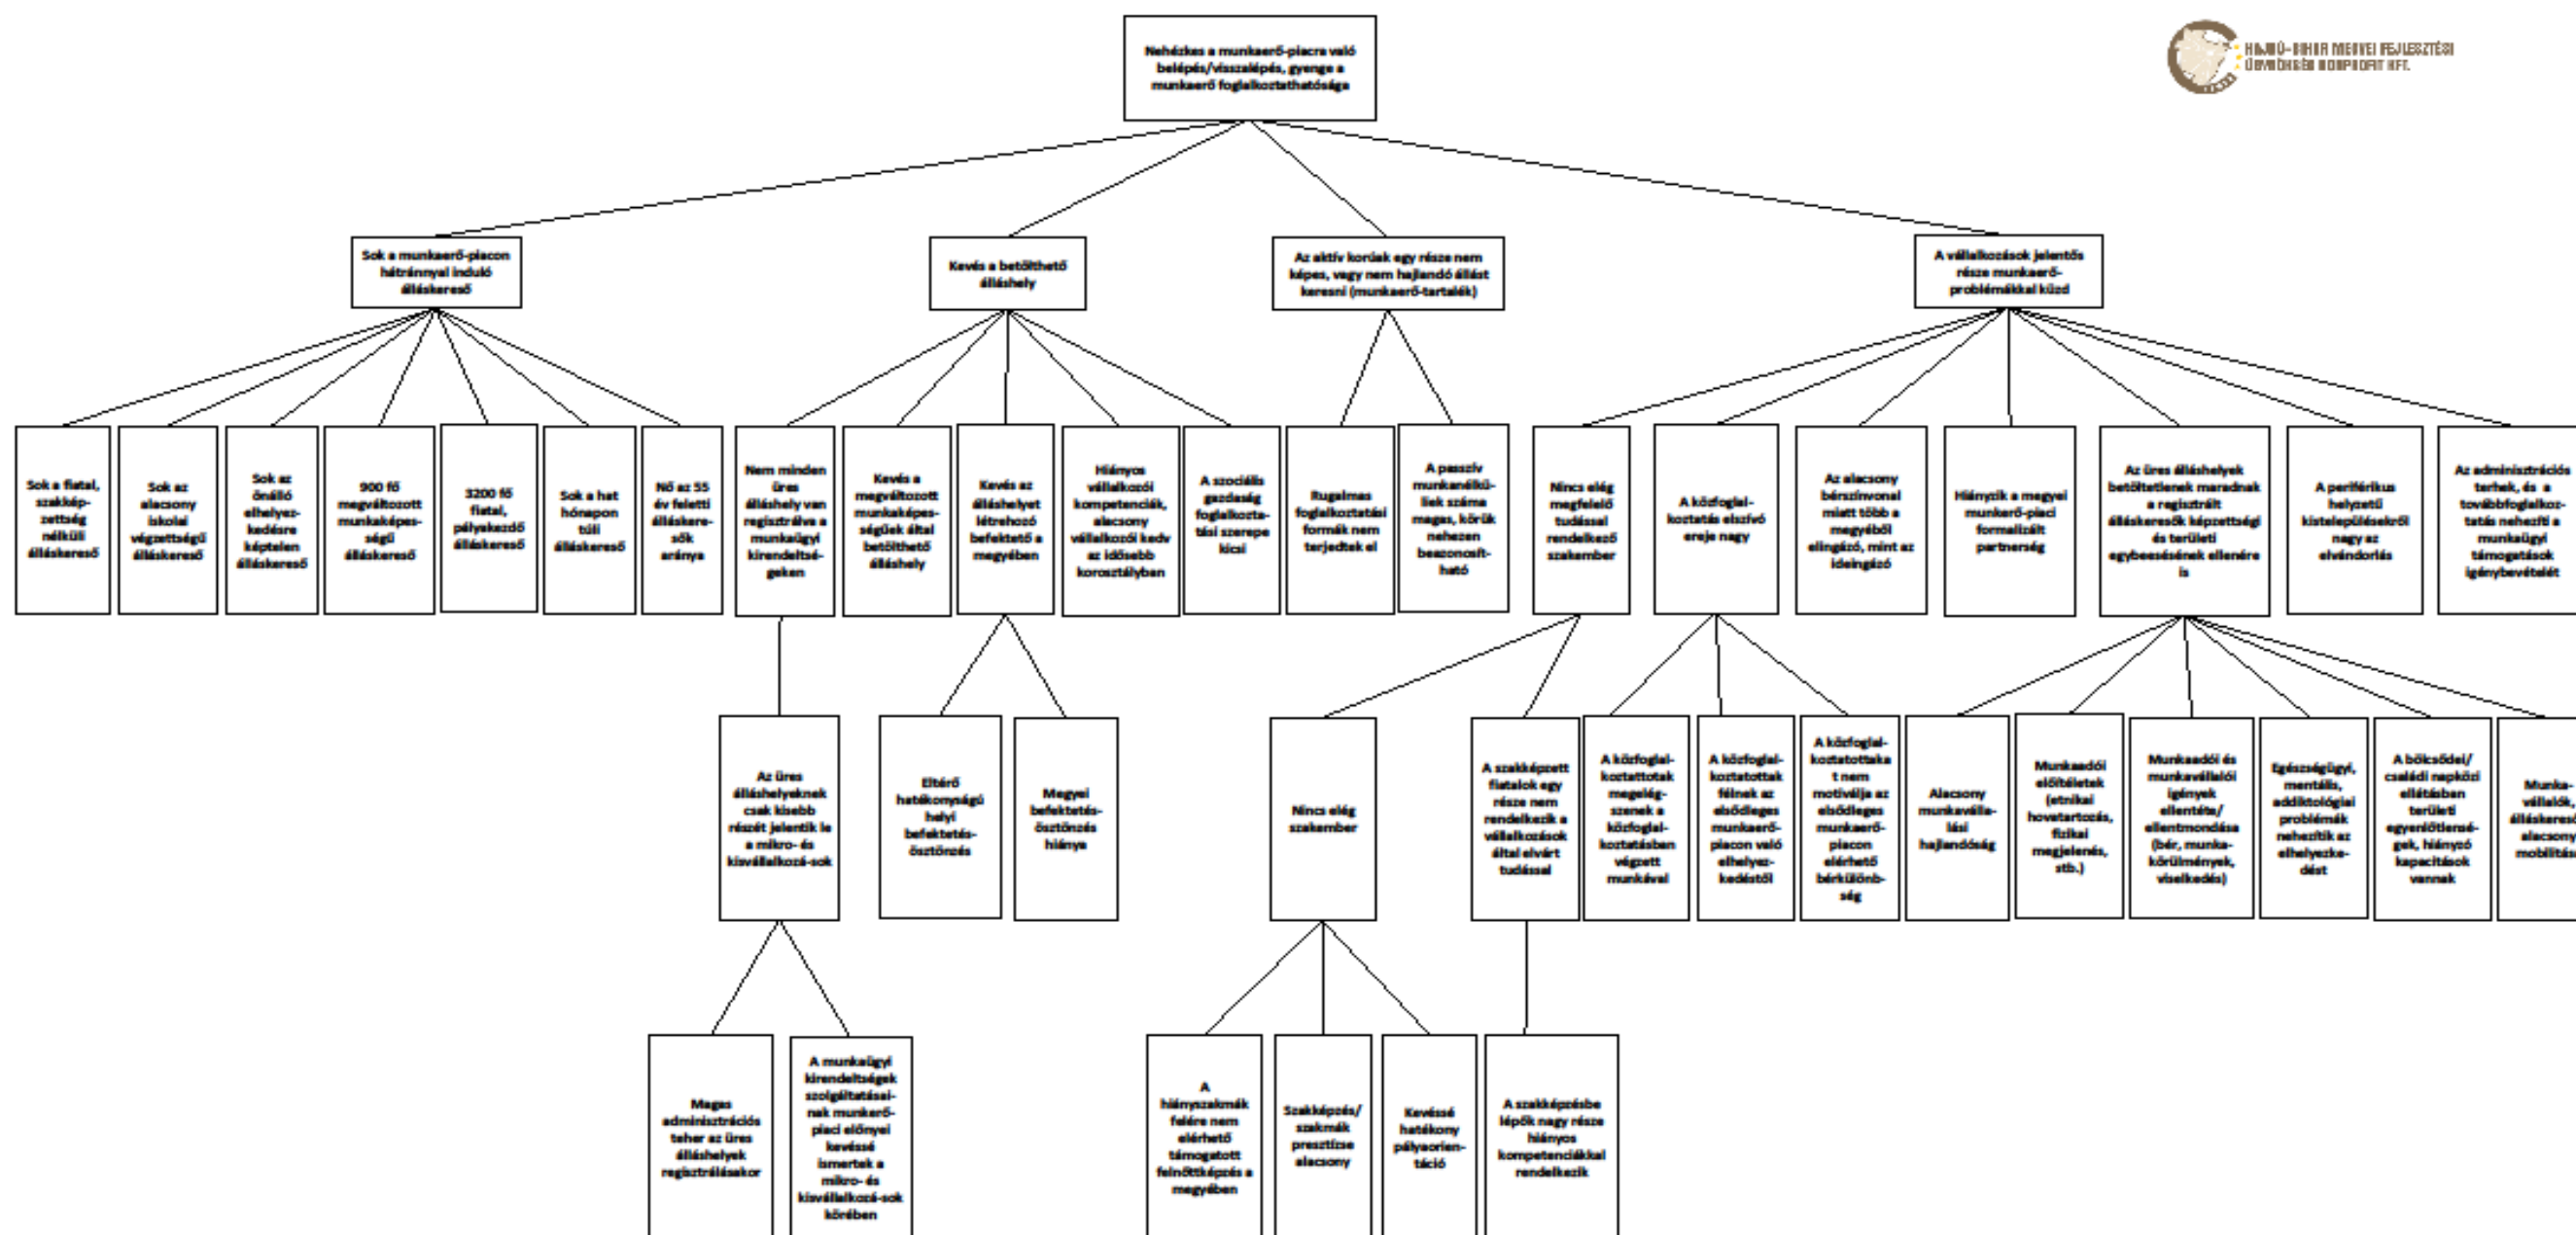 Nehézkes a munkaerő-piacra való
belépés/visszalépés, gyenge a
munkaerő foglalkoztathatósága
HAJDÚ-BIHAR MEGYEI FEJLESZTÉSI
ÜGYNÖKSÉG NONPROFIT KFT.
Sok a munkaerő-piacon
hátránnyal induló
álláskereső
Kevés a betölthető
álláshely
Az aktív korúak egy része nem
képes, vagy nem hajlandó állást
keresni (munkaerő-tartalék)
A vállalkozások jelentős
része munkaerő-
problémákkal küzd
Sok a fiatal,
szakkép-
zettség
nélküli
álláskereső
Sok az
alacsony
iskolai
végzettségű
álláskereső
Sok az
önálló
elhelyez-
kedésre
képtelen
álláskereső
900 fő
megváltozott
munkaképes-
ségű
álláskereső
3200 fő
fiatal,
pályakezdő
álláskereső
Sok a hat
hónapon
túli
álláskereső
Nő az 55
év feletti
álláskere-
sők
aránya
Nem minden
üres
álláshely van
regisztrálva a
munkaügyi
kirendeltsé-
geken
Kevés a
megváltozott
munkaképes-
ségűek által
betölthető
álláshely
Kevés az
álláshelyet
létrehozó
befektető a
megyében
Hiányos
vállalkozói
kompetenciák,
alacsony
vállalkozói kedv
az idősebb
korosztályban
A szociális
gazdaság
foglalkozta-
tási szerepe
kicsi
Rugalmas
foglalkoztatási
formák nem
terjedtek el
A passzív
munkanélkü-
liek száma
magas, körük
nehezen
beazonosít-
ható
Nincs elég
megfelelő
tudással
rendelkező
szakember
A közfoglal-
koztatás elszívó
ereje nagy
Az alacsony
bérszínvonal
miatt több a
megyéből
elingázó, mint az
ideingázó
Hiányzik a megyei
munkerő-piaci
formalizált
partnerség
Az üres álláshelyek
betöltetlenek maradnak
a regisztrált
álláskeresők képzettségi
és területi
egybeesésének ellenére
is
A periférikus
helyzetű
kistelepülésekről
nagy az
elvándorlás
Az adminisztrációs
terhek, és a
továbbfoglalkoz-
tatás nehezíti a
munkaügyi
támogatások
igénybevételét
Az üres
álláshelyeknek
csak kisebb
részét jelentik le
a mikro- és
kisvállalkozá-sok
Eltérő
hatékonyságú
helyi
befektetés-
ösztönzés
Megyei
befektetés-
ösztönzés
hiánya
Nincs elég
szakember
A szakképzett
fiatalok egy
része nem
rendelkezik a
vállalkozások
által elvárt
tudással
A közfoglal-
koztattotak
megelég-
szenek a
közfoglal-
koztatásben
végzett
munkával
A közfoglal-
koztatottak
félnek az
elsődleges
munkaerő-
piacon való
elhelyez-
kedéstől
A közfoglal-
koztatottaka
t nem
motiválja az
elsődleges
munkaerő-
piacon
elérhető
bérkülönb-
ség
Alacsony
munkaválla-
lási
hajlandóság
Munkaadói
előítéletek
(etnikai
hovatartozás,
fizikai
megjelenés,
stb.)
Munkaadói és
munkavállalói
igények
ellentéte/
ellentmondása
(bér, munka-
körülmények,
viselkedés)
Egészségügyi,
mentális,
addiktológiai
problémák
nehezítik az
elhelyezke-
dést
A bölcsődei/
családi napközi
ellátásban
területi
egyenlőtlensé-
gek, hiányzó
kapacitások
vannak
Munka-
vállalók,
álláskereső
alacsony
mobilitás
Magas
adminisztrációs
teher az üres
álláshelyek
regisztrálásakor
A munkaügyi
kirendeltségek
szolgáltatásai-
nak munkerő-
piaci előnyei
kevéssé
ismertek a
mikro- és
kisvállalkozá-sok
körében
A
hiányszakmák
felére nem
elérhető
támogatott
felnőttképzés a
megyében
Szakképzés/
szakmák
presztízse
alacsony
Kevéssé
hatékony
pályaorien-
táció
A szakképzésbe
lépők nagy része
hiányos
kompetenciákkal
rendelkezik